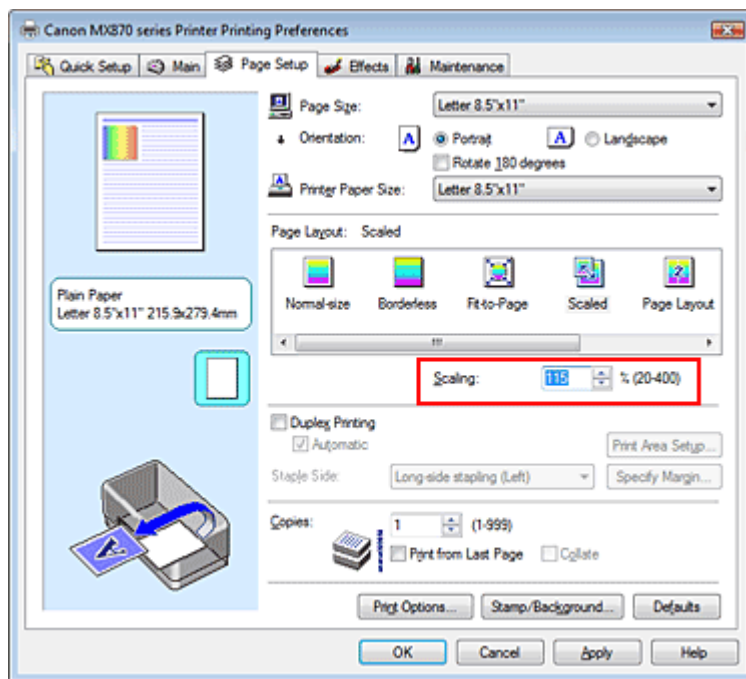 Canon MX870 series Printer Printing Preferences
Quick Setup Main Page Setup Effects Maintenance
Page Size: Letter 8.5"x11"
Orientation: A Portrait A Landscape
Rotate 180 degrees
Printer Paper Size: Letter 8.5"x11"
Page Layout: Scaled
Normal-size Borderless Fit-to-Page Scaled Page Layout
Plain Paper
Letter 8.5"x11" 215.9x279.4mm
Scaling: 115 % (20-400)
Duplex Printing
Automatic Print Area Setup...
Staple Side: Long-side stapling (Left) Specify Margin...
Copies: 1 (1-999)
Print from Last Page Collate
Print Options... Stamp/Background... Defaults
OK Cancel Apply Help